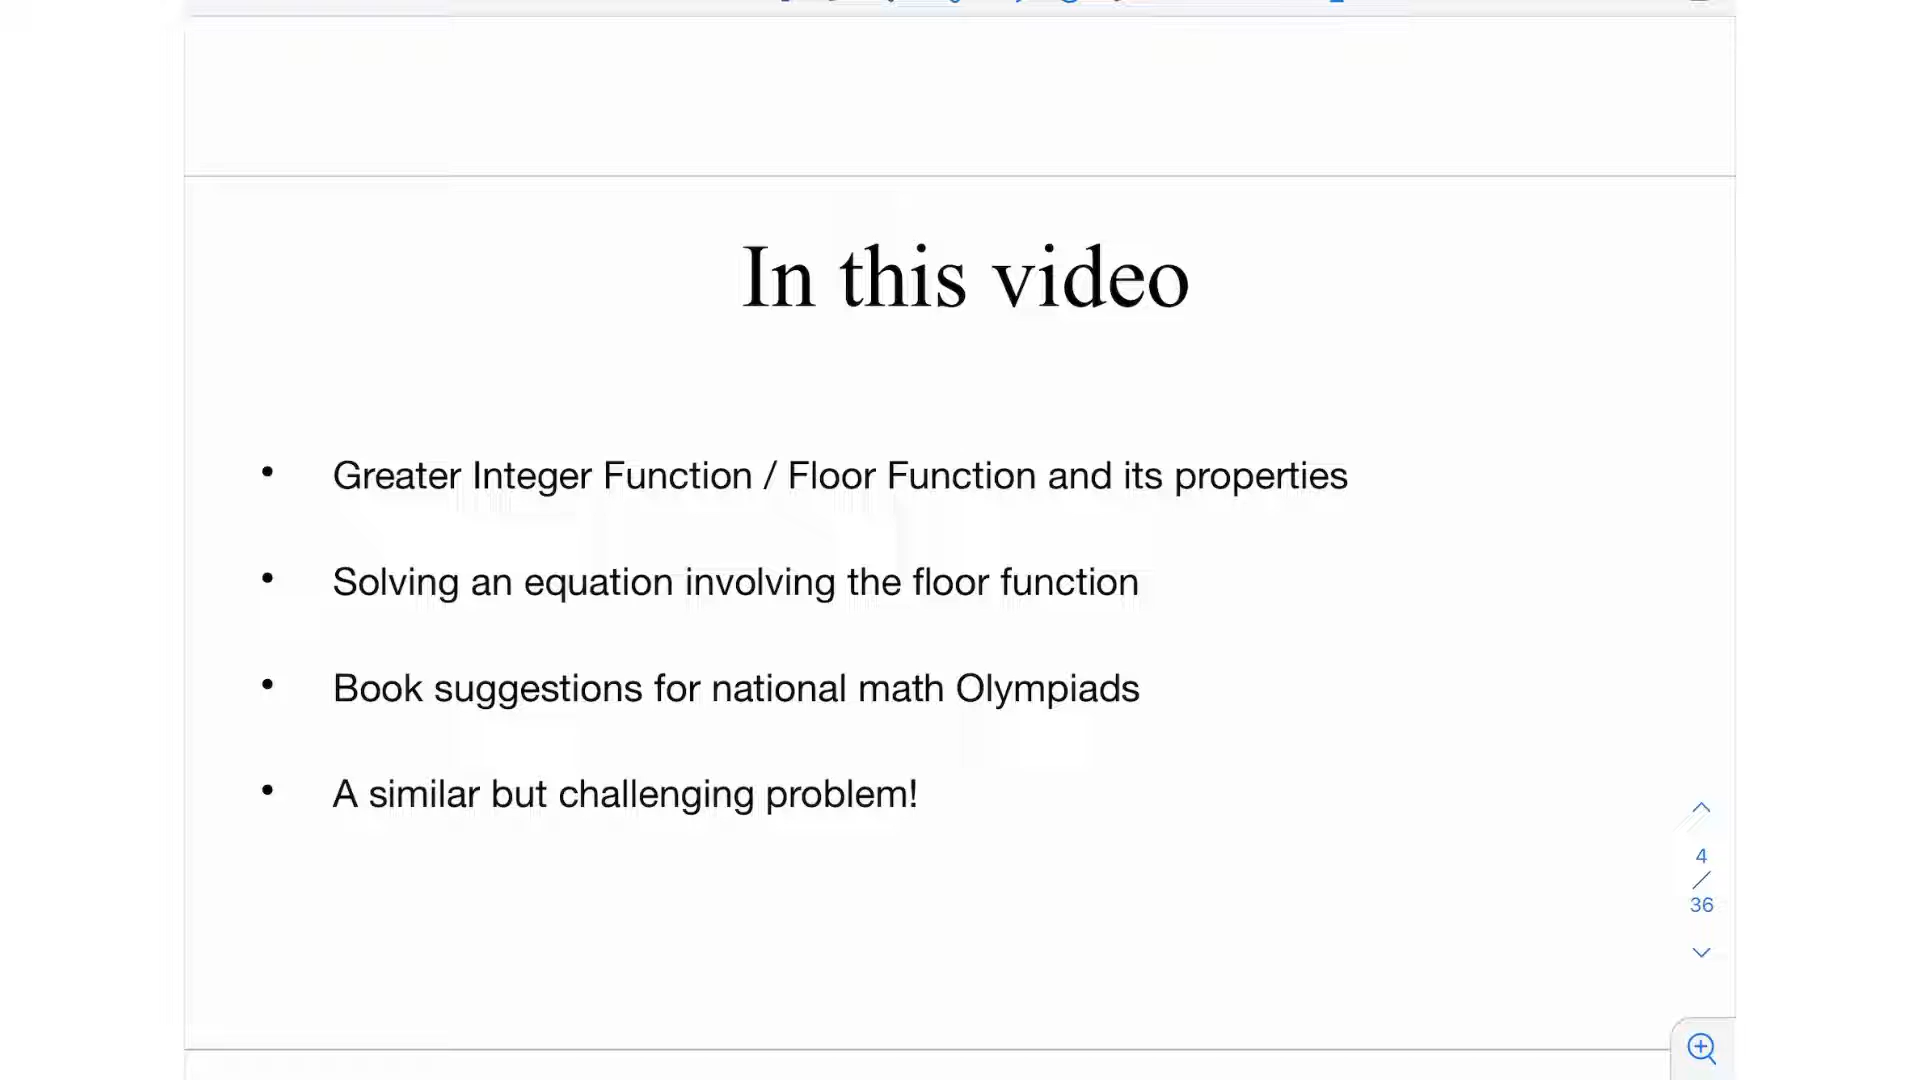 In this video
• Greater Integer Function / Floor Function and its properties
• Solving an equation involving the floor function
• Book suggestions for national math Olympiads
• A similar but challenging problem!
4
/
36